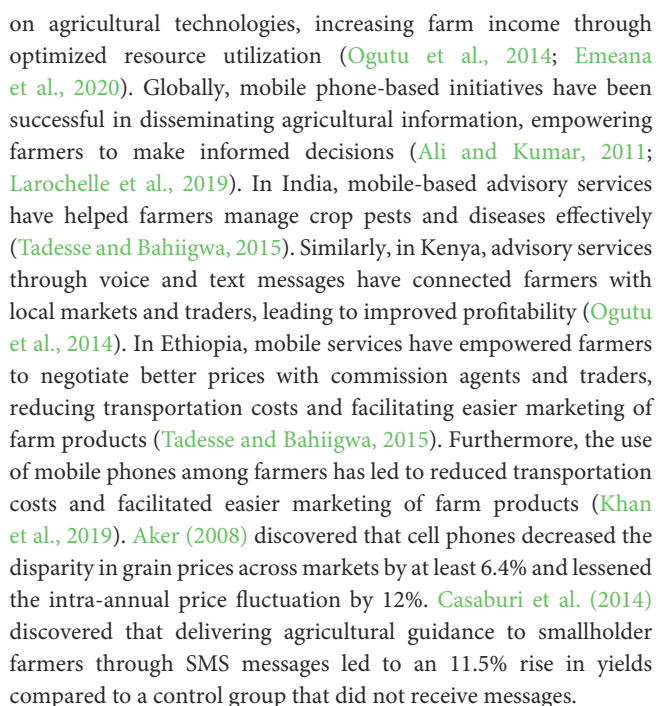 on agricultural technologies, increasing farm income through
optimized resource utilization (Ogutu et al., 2014; Emeana
et al., 2020). Globally, mobile phone-based initiatives have been
successful in disseminating agricultural information, empowering
farmers to make informed decisions (Ali and Kumar, 2011;
Larochelle et al., 2019). In India, mobile-based advisory services
have helped farmers manage crop pests and diseases effectively
(Tadesse and Bahiigwa, 2015). Similarly, in Kenya, advisory services
through voice and text messages have connected farmers with
local markets and traders, leading to improved profitability (Ogutu
et al., 2014). In Ethiopia, mobile services have empowered farmers
to negotiate better prices with commission agents and traders,
reducing transportation costs and facilitating easier marketing of
farm products (Tadesse and Bahiigwa, 2015). Furthermore, the use
of mobile phones among farmers has led to reduced transportation
costs and facilitated easier marketing of farm products (Khan
et al., 2019). Aker (2008) discovered that cell phones decreased the
disparity in grain prices across markets by at least 6.4% and lessened
the intra-annual price fluctuation by 12%. Casaburi et al. (2014)
discovered that delivering agricultural guidance to smallholder
farmers through SMS messages led to an 11.5% rise in yields
compared to a control group that did not receive messages.